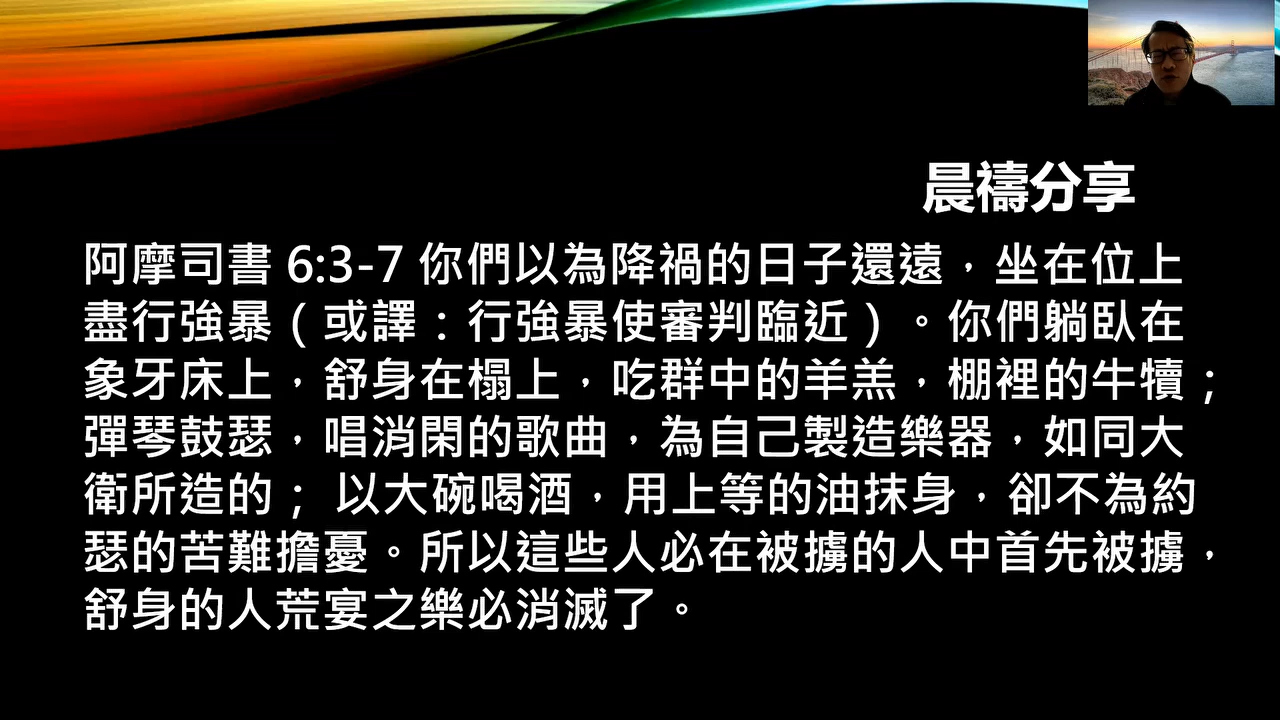 晨禱分享
阿摩司書 6:3-7 你們以為降禍的日子還遠，坐在位上
盡行強暴（或譯：行強暴使審判臨近）。你們躺臥在
象牙床上，舒身在榻上，吃群中的羊羔，棚裡的牛犢；
彈琴鼓瑟，唱消閑的歌曲，為自己製造樂器，如同大
衛所造的； 以大碗喝酒，用上等的油抹身，卻不為約
瑟的苦難擔憂。所以這些人必在被擄的人中首先被擄，
舒身的人荒宴之樂必消滅了。